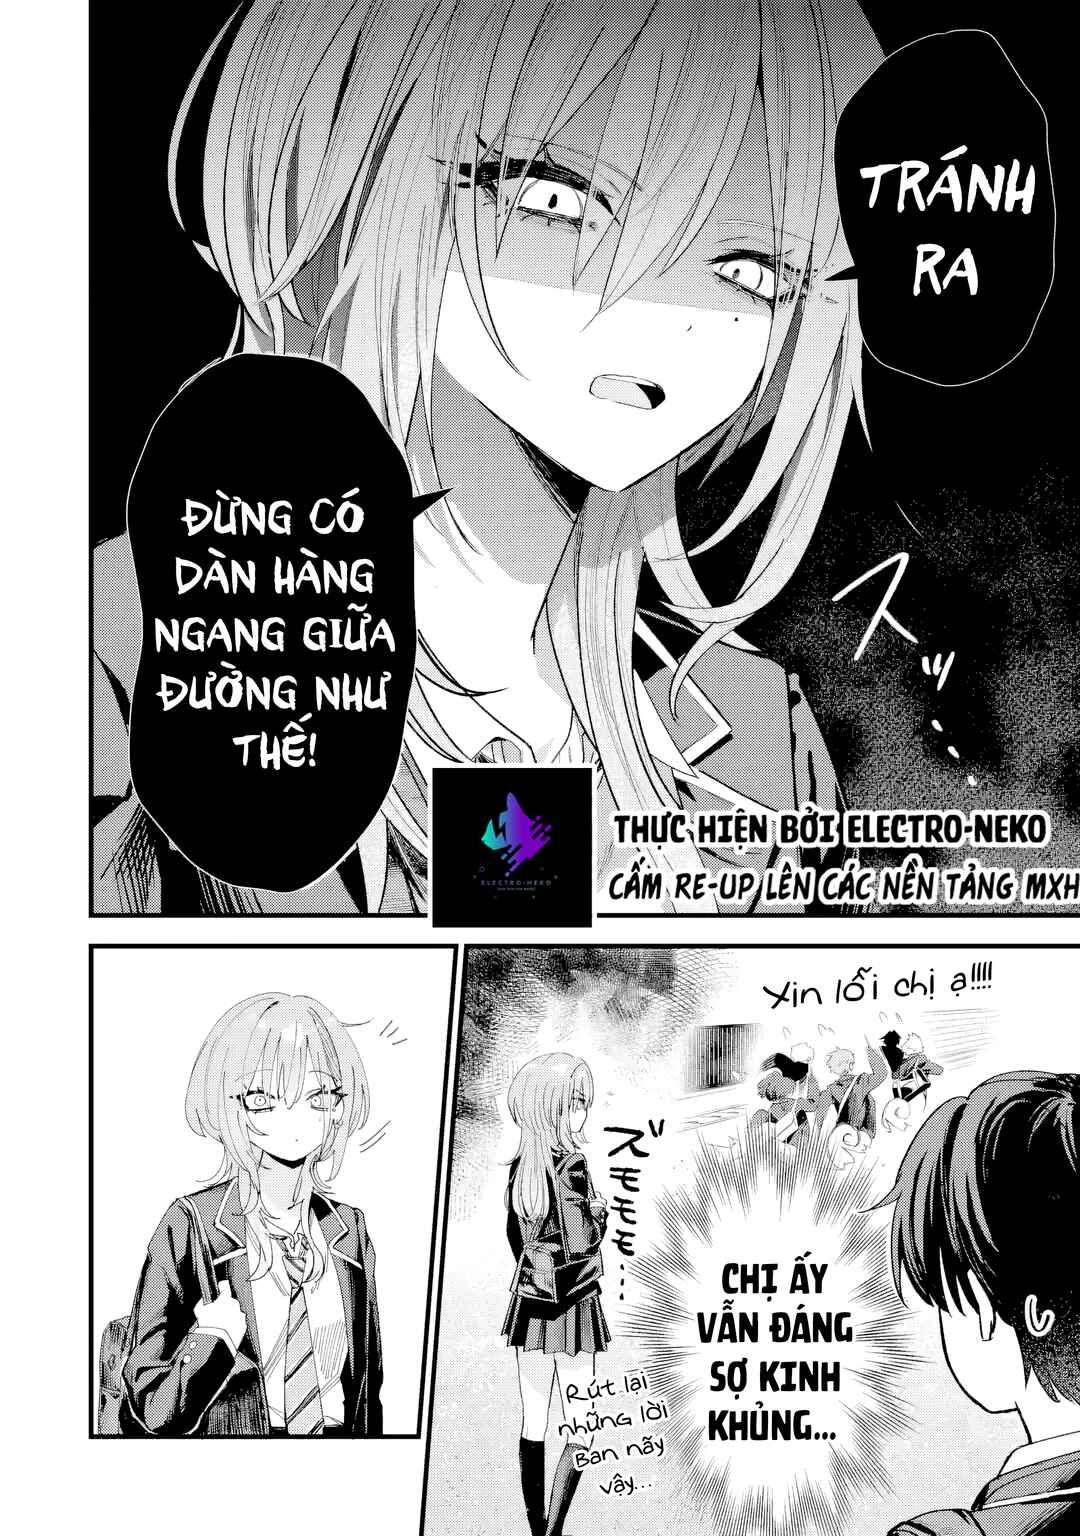 TRÁNH
RA
ĐỪNG CÓ
DÀN HÀNG
NGANG GIỮA
ĐƯỜNG NHƯ
THẾ!
ELECTRO-NEKO
THỰC HIỆN BỞI ELECTRO-NEKO
CẤM RE-UP LÊN CÁC NỀN TẢNG MXH
Xin lỗi chị ạ!!!!
ズモモモ...
CHỊ ẤY
VẪN ĐÁNG
SỢ KINH
KHỦNG...
Rút lại
những lời
ban nãy
vậy...